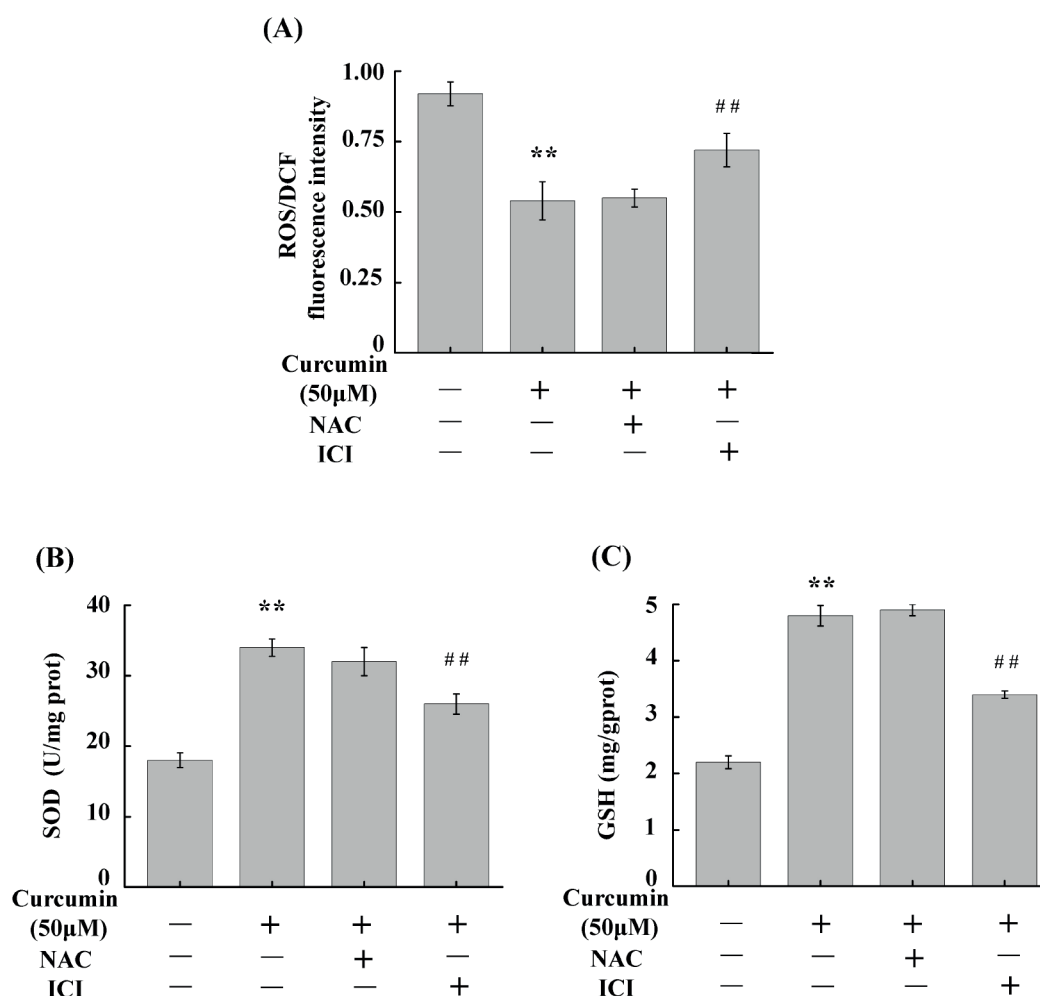 (A)
ROS/DCF
fluorescence intensity
1.00
0.75
0.50
0.25
0
**
##
Curcumin
(50μM) — + + +
NAC — — + —
ICI — — — +
(B)
SOD (U/mg prot)
40
30
20
10
0
**
##
Curcumin
(50μM) — + + +
NAC — — + —
ICI — — — +
(C)
GSH (mg/gprot)
5
4
3
2
1
0
**
##
Curcumin
(50μM) — + + +
NAC — — + —
ICI — — — +